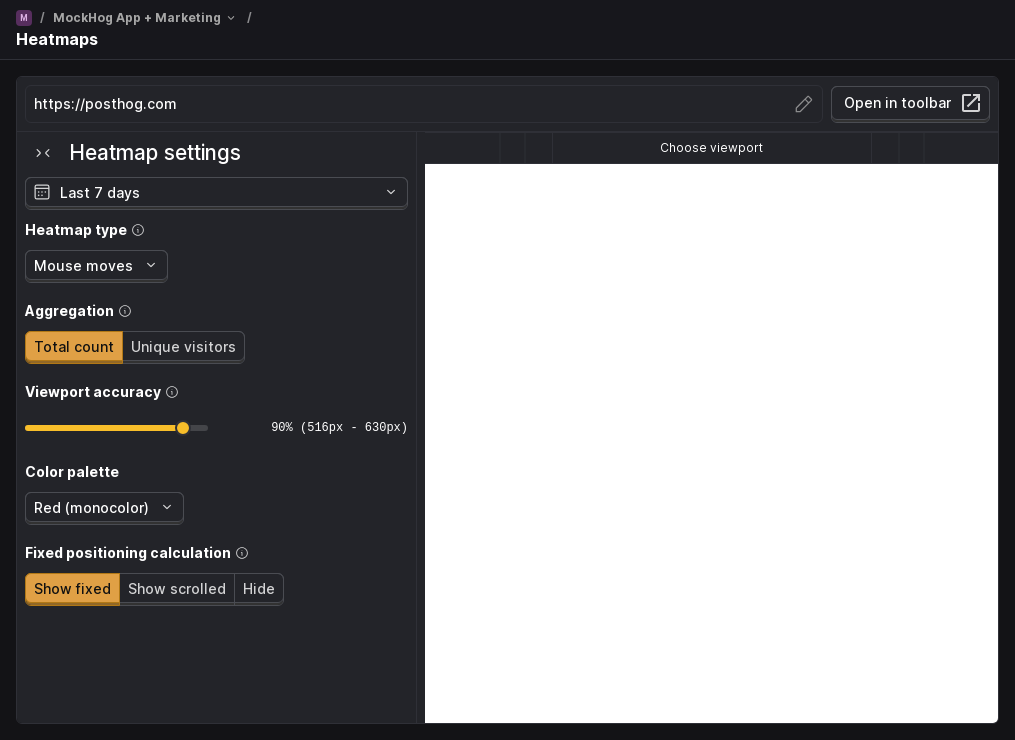 M / MockHog App + Marketing /
Heatmaps
https://posthog.com
Open in toolbar
Heatmap settings
Choose viewport
Last 7 days
Heatmap type
Mouse moves
Aggregation
Total count Unique visitors
Viewport accuracy
90% (516px - 630px)
Color palette
Red (monocolor)
Fixed positioning calculation
Show fixed Show scrolled Hide